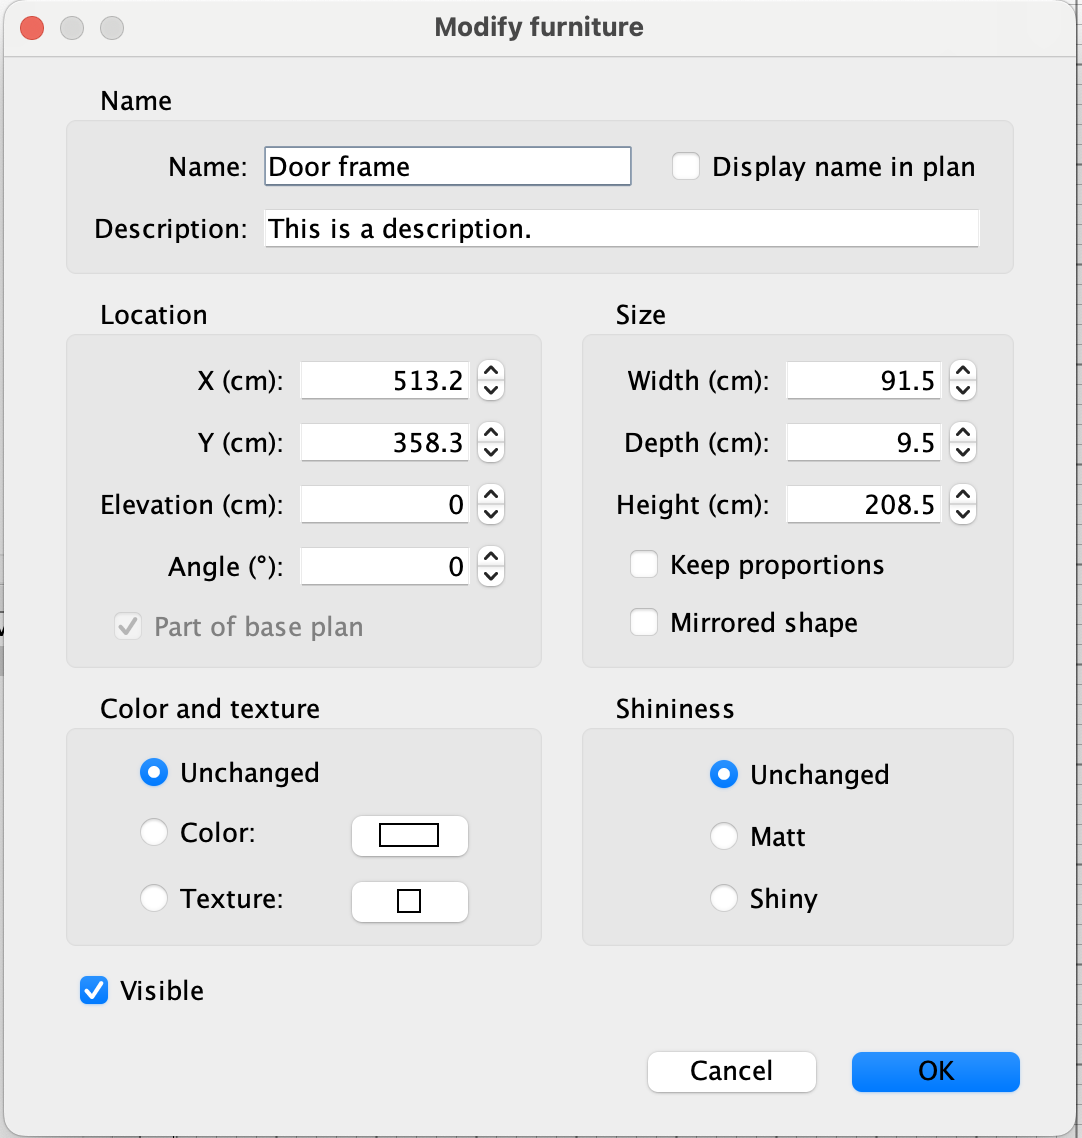 Modify furniture
Name
Name: Door frame Display name in plan
Description: This is a description.
Location
X (cm): 513.2
Y (cm): 358.3
Elevation (cm): 0
Angle (°): 0
Part of base plan
Size
Width (cm): 91.5
Depth (cm): 9.5
Height (cm): 208.5
Keep proportions
Mirrored shape
Color and texture
Unchanged
Color:
Texture:
Shininess
Unchanged
Matt
Shiny
Visible
Cancel OK